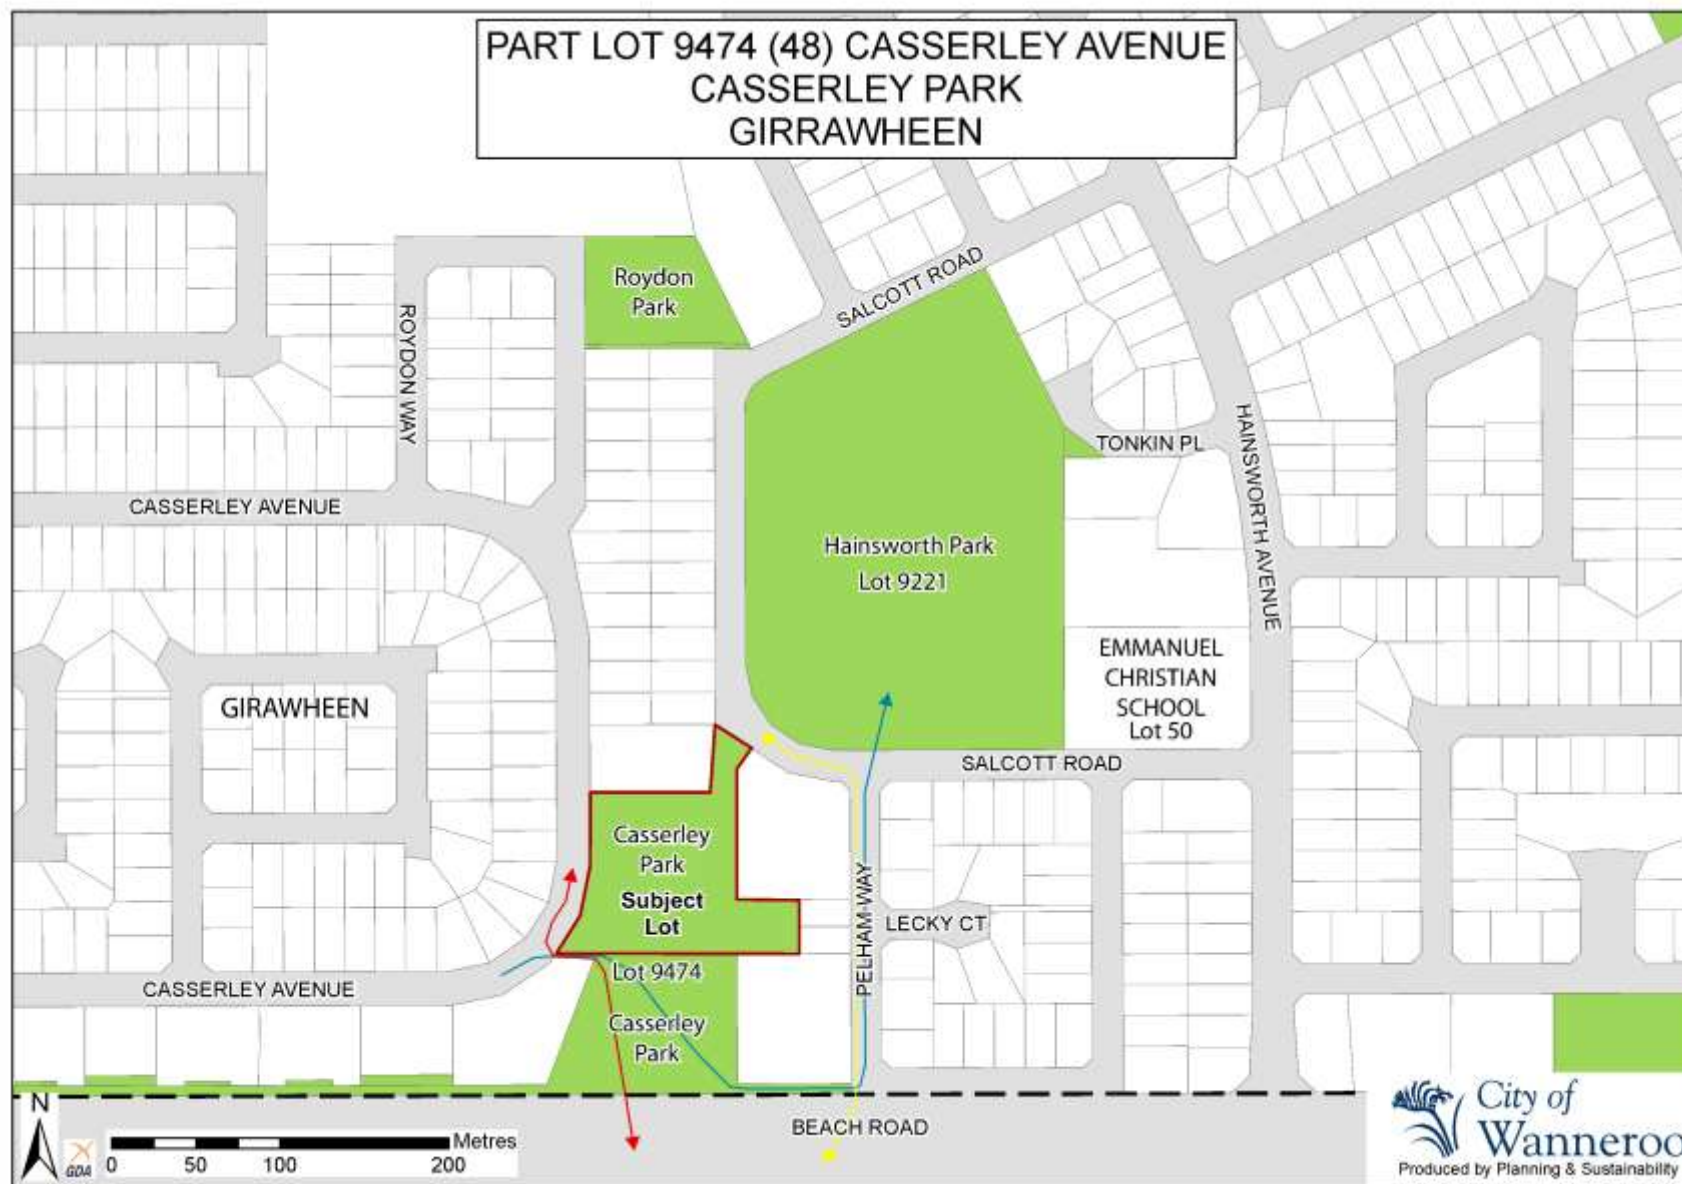 PART LOT 9474 (48) CASSERLEY AVENUE
CASSERLEY PARK
GIRRAWHEEN
Roydon
Park
SALCOTT ROAD
ROYDON WAY
HAINSWORTH AVENUE
TONKIN PL
CASSERLEY AVENUE
Hainsworth Park
Lot 9221
EMMANUEL
CHRISTIAN
SCHOOL
Lot 50
GIRAWHEEN
SALCOTT ROAD
Casserley
Park
Subject
Lot
PELHAM WAY
LECKY CT
Lot 9474
CASSERLEY AVENUE
Casserley
Park
BEACH ROAD
N
GDA
0 50 100 200
Metres
City of
Wanneroo
Produced by Planning & Sustainability